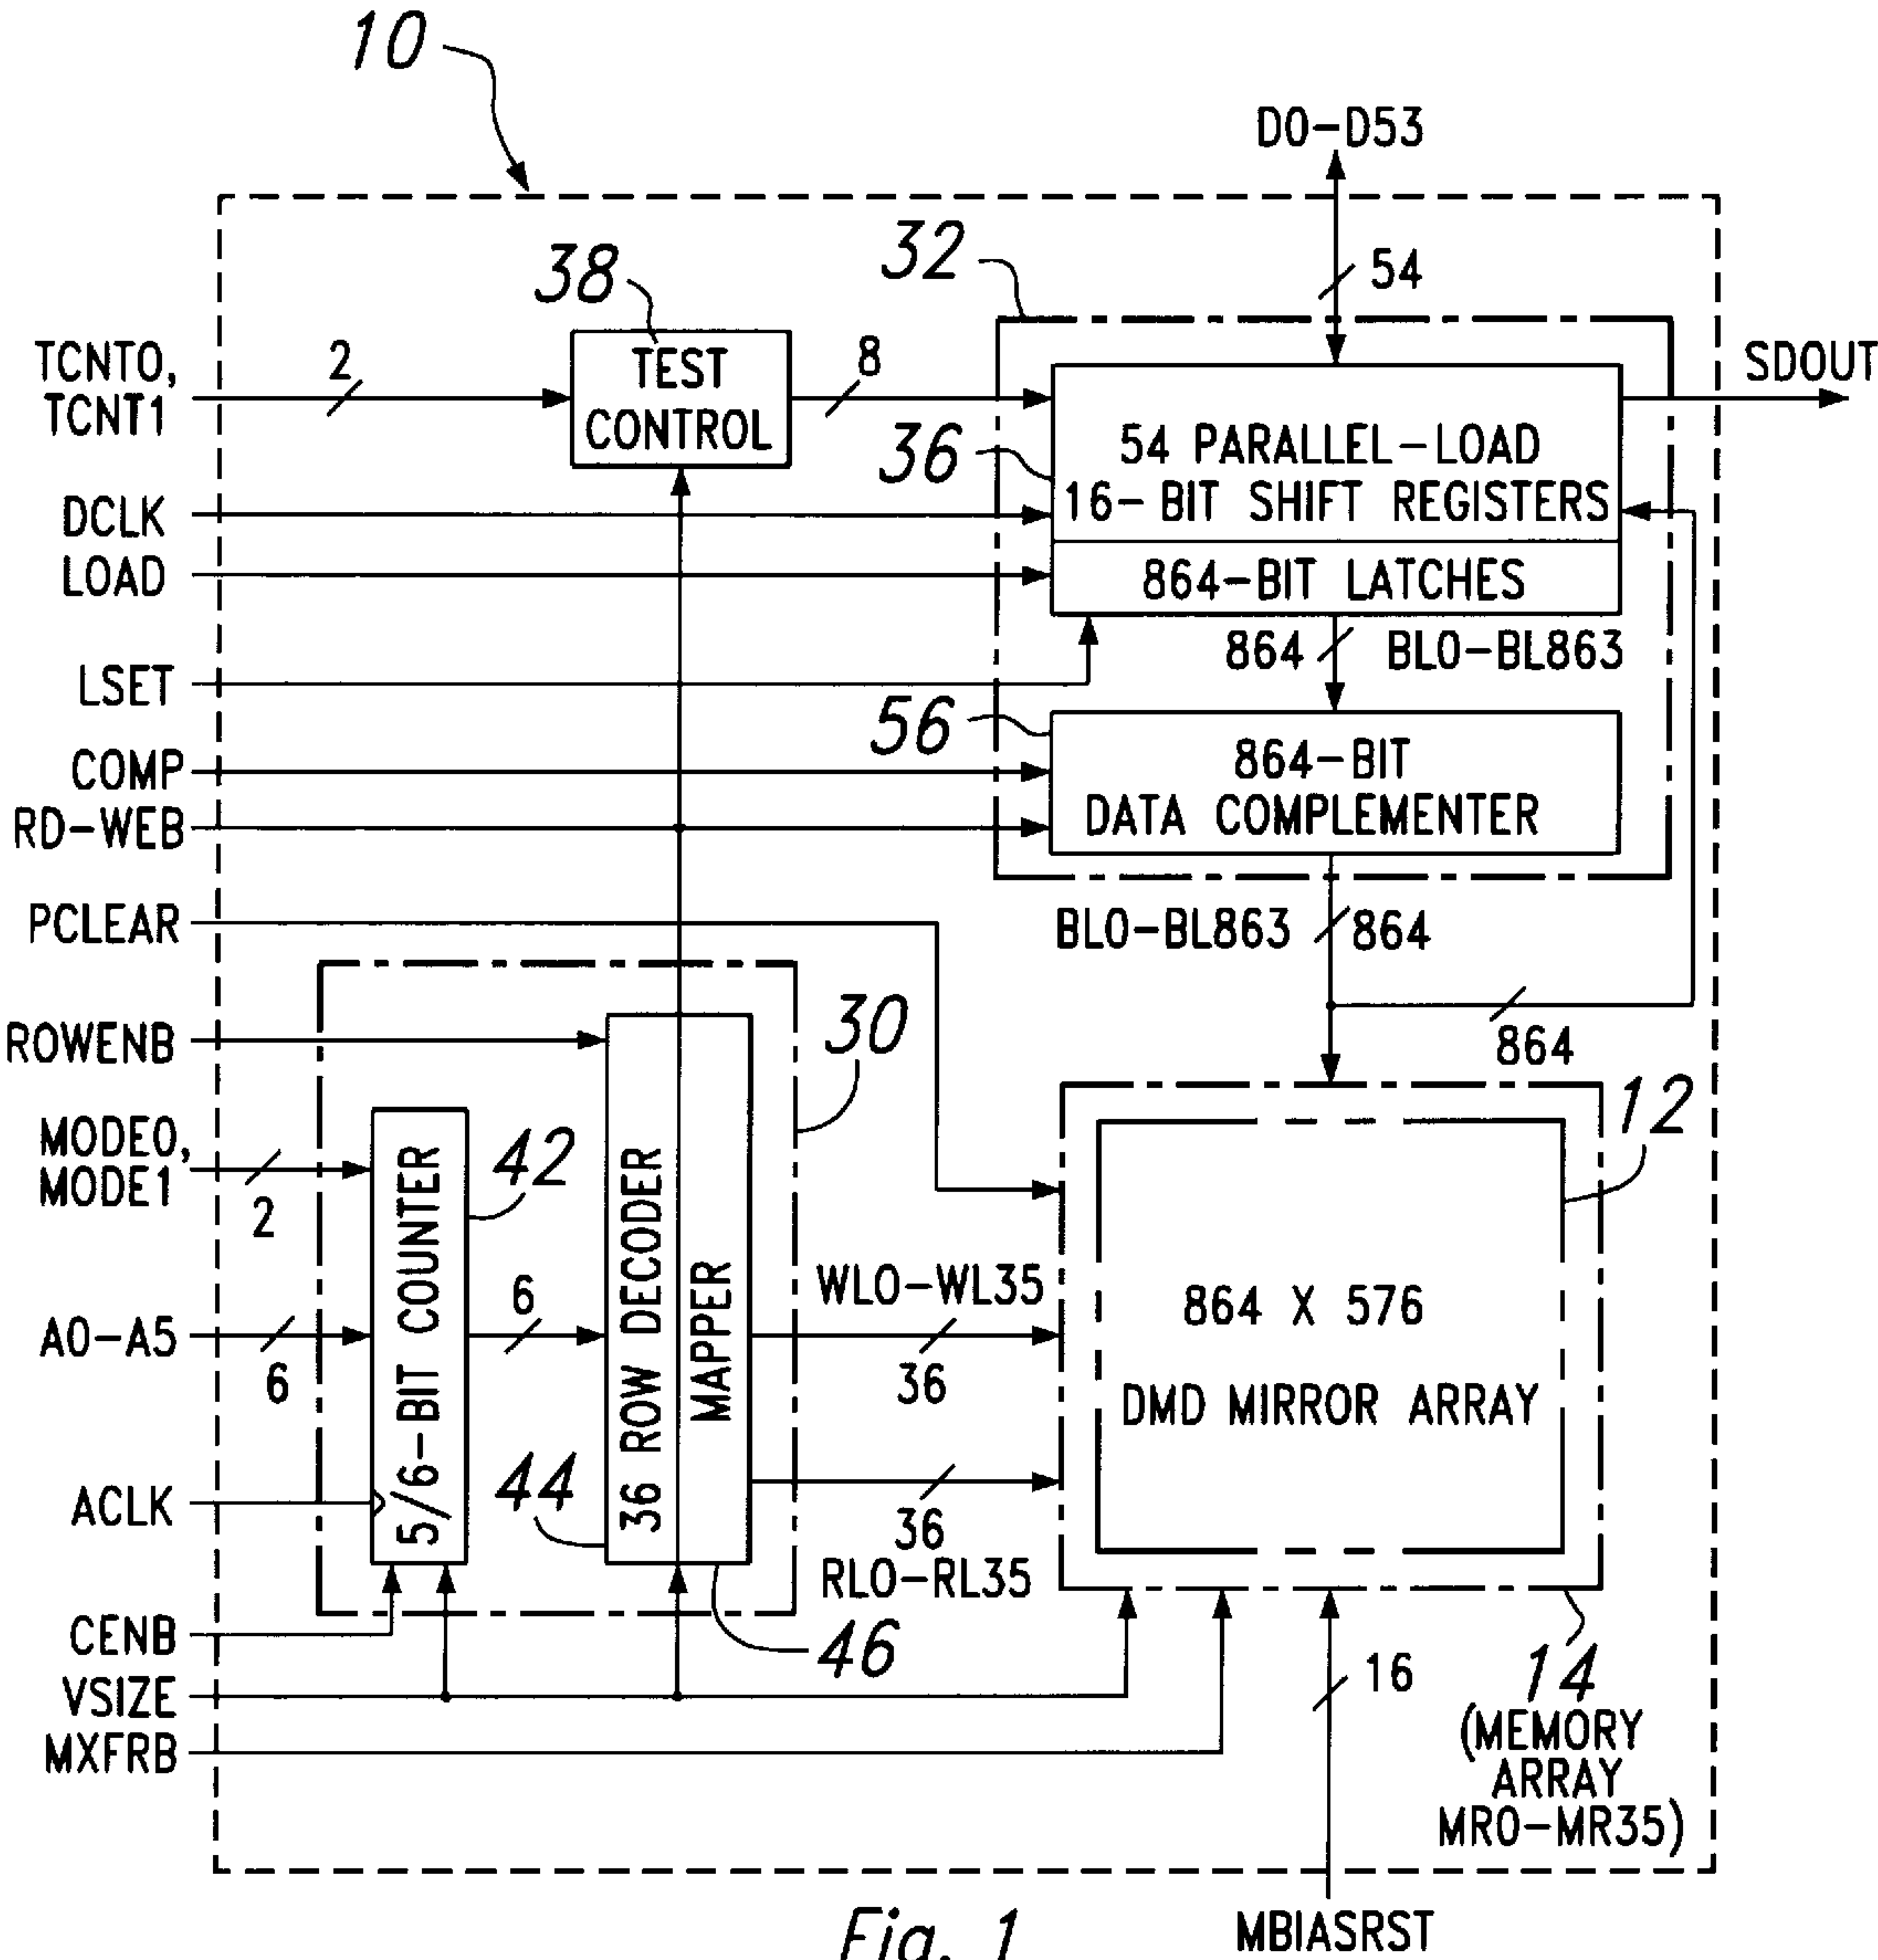 10
D0-D53
32
54
38
TCNT0,
TCNT1
2
TEST
CONTROL
8
SDOUT
36
54 PARALLEL-LOAD
16-BIT SHIFT REGISTERS
DCLK
LOAD
864-BIT LATCHES
864
BL0-BL863
LSET
56
COMP
864-BIT
DATA COMPLEMENTER
RD-WEB
PCLEAR
BL0-BL863
864
864
ROWENB
30
MODE0,
MODE1
2
42
12
5/6-BIT COUNTER
36 ROW DECODER
MAPPER
A0-A5
6
6
WL0-WL35
36
864 X 576
DMD MIRROR ARRAY
ACLK
44
36
RL0-RL35
CENB
46
VSIZE
16
14
(MEMORY
ARRAY
MR0-MR35)
MXFRB
Fig. 1
MBIASRST